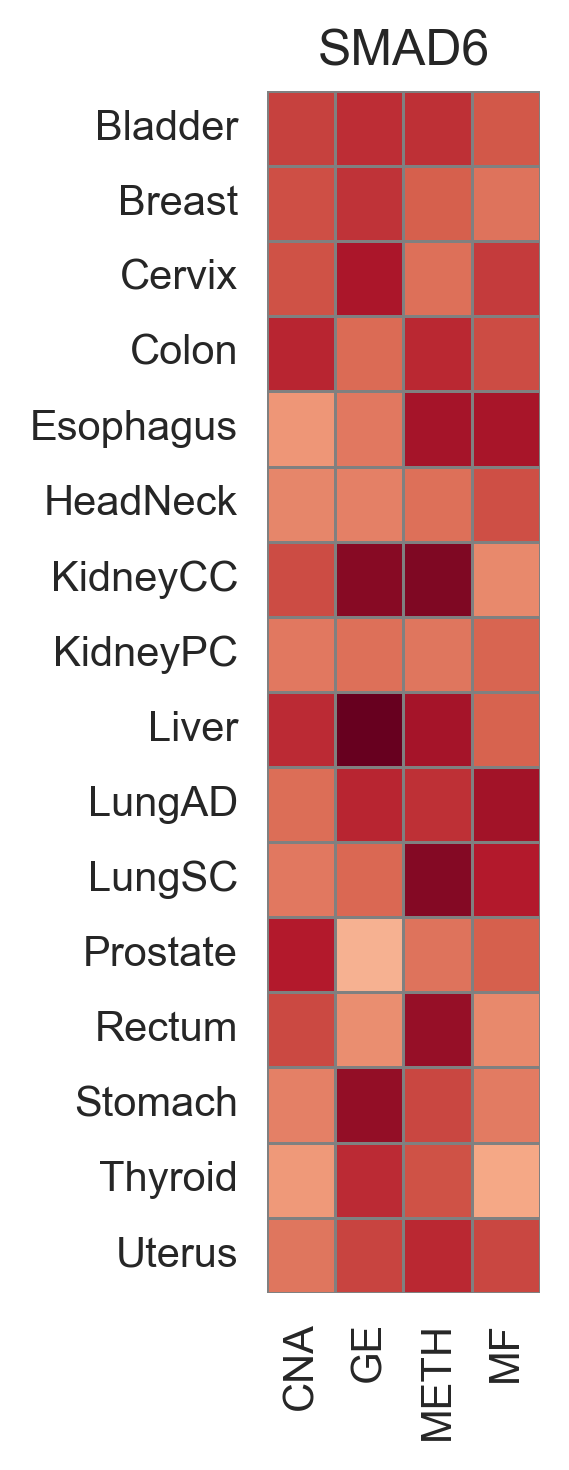 SMAD6
Bladder
Breast
Cervix
Colon
Esophagus
HeadNeck
KidneyCC
KidneyPC
Liver
LungAD
LungSC
Prostate
Rectum
Stomach
Thyroid
Uterus
CNA
GE
METH
MF